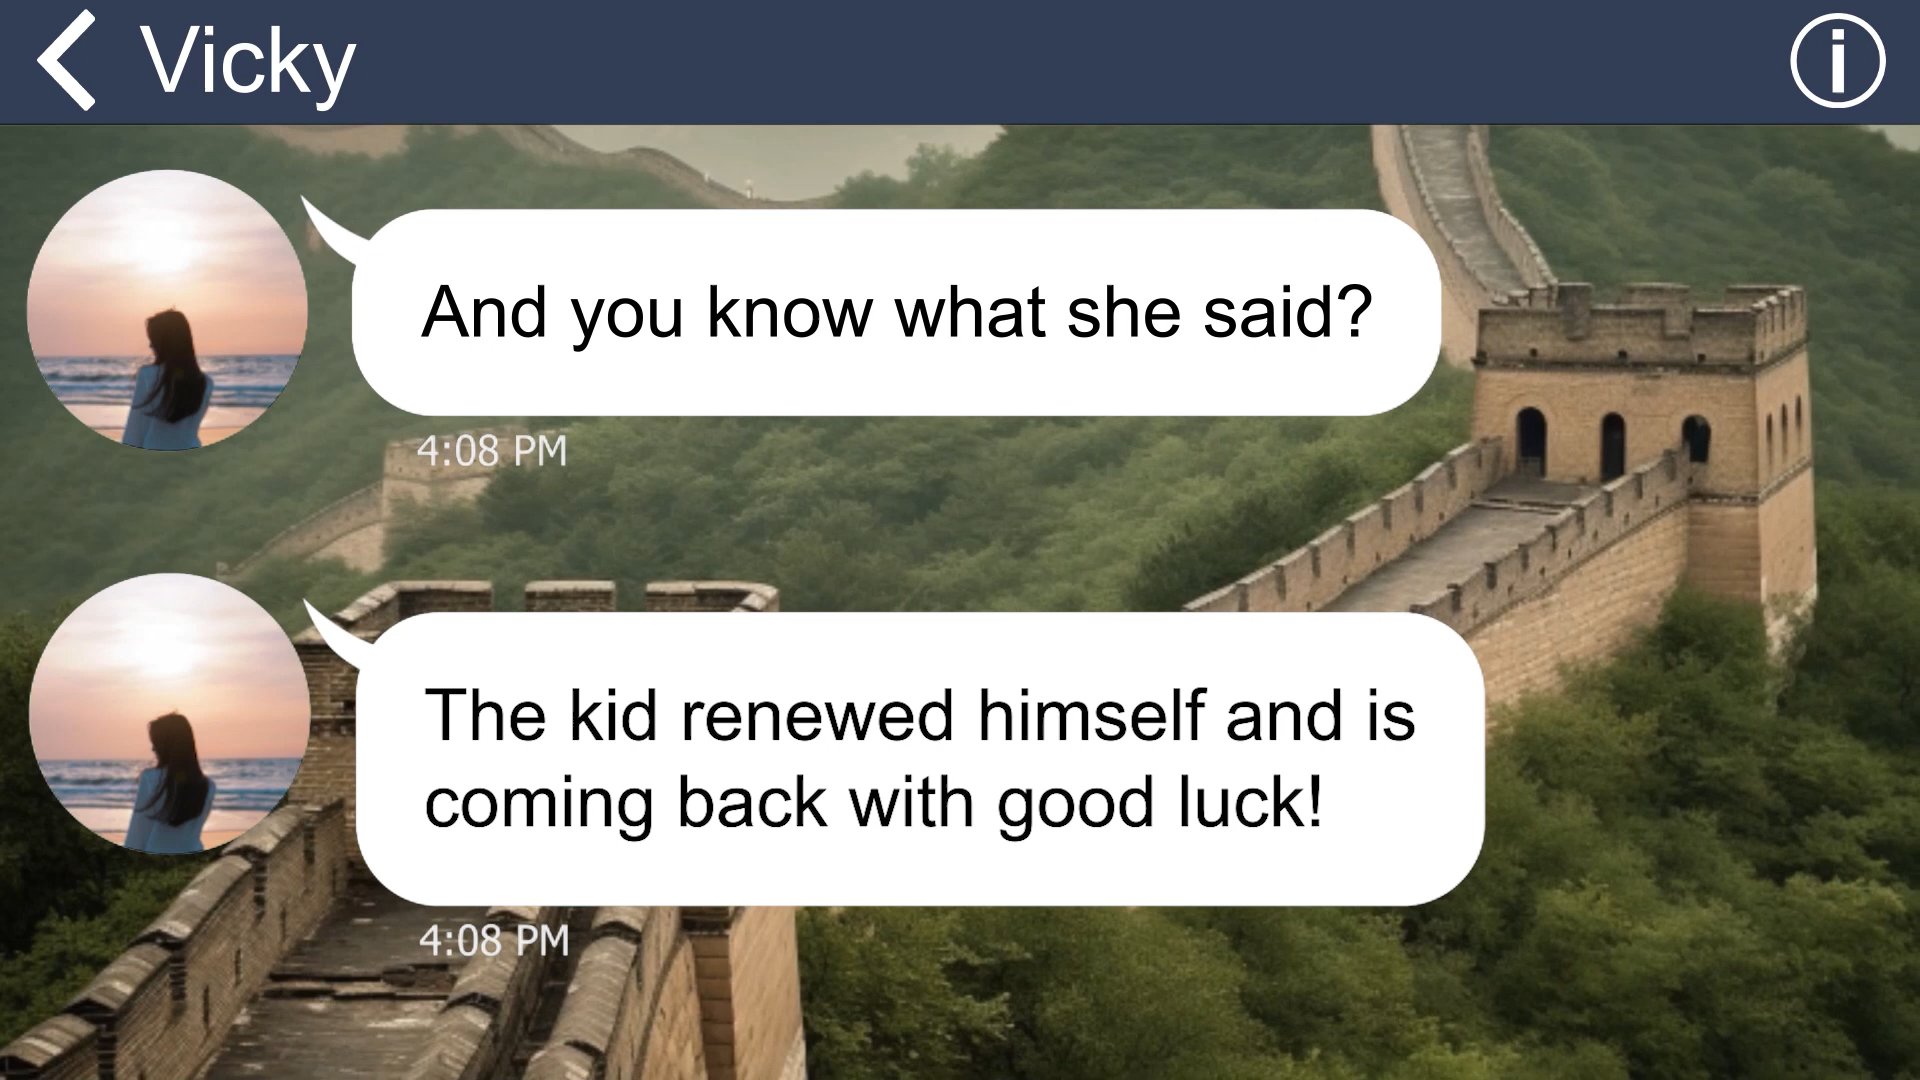 Vicky
And you know what she said?
4:08 PM
The kid renewed himself and is
coming back with good luck!
4:08 PM